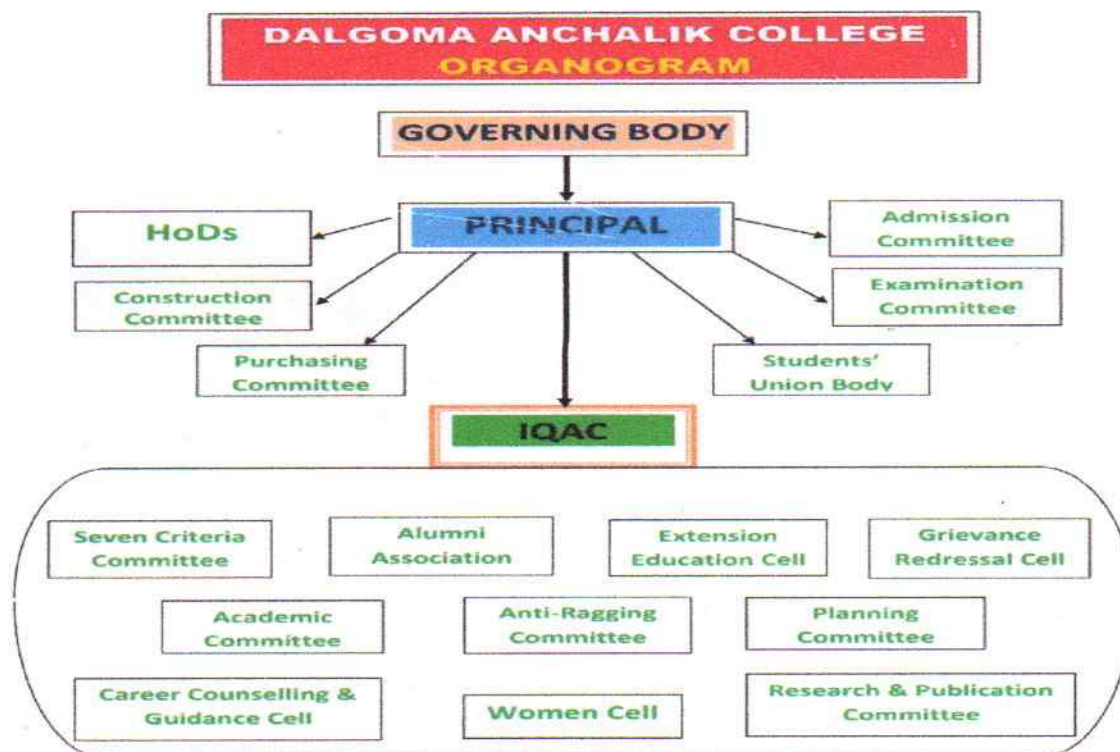 DALGOMA ANCHALIK COLLEGE
ORGANOGRAM
GOVERNING BODY
PRINCIPAL
HoDs
Admission
Committee
Construction
Committee
Examination
Committee
Purchasing
Committee
Students'
Union Body
IQAC
Seven Criteria
Committee
Alumni
Association
Extension
Education Cell
Grievance
Redressal Cell
Academic
Committee
Anti-Ragging
Committee
Planning
Committee
Career Counselling &
Guidance Cell
Women Cell
Research & Publication
Committee